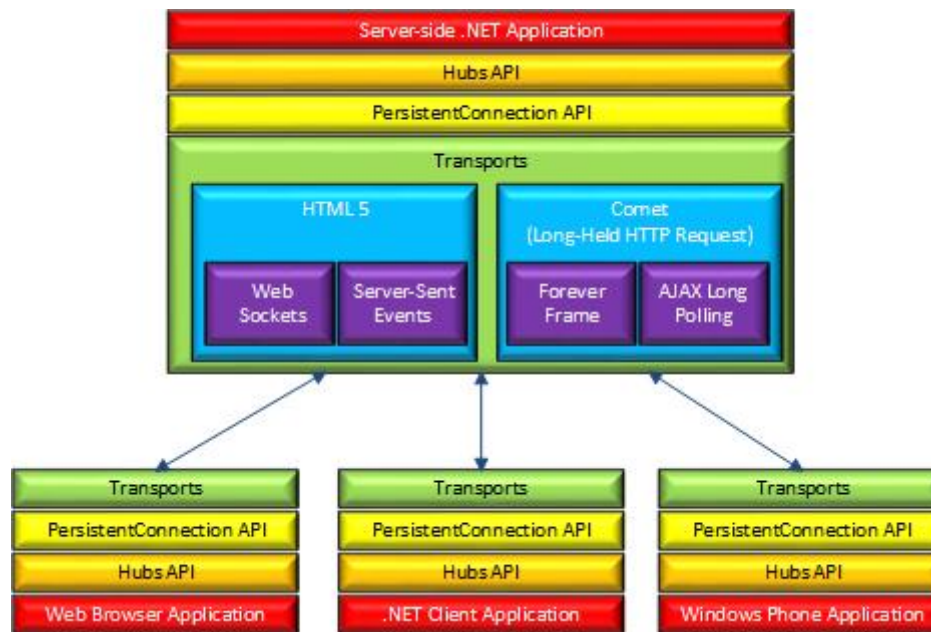 Server-side .NET Application
Hubs API
PersistentConnection API
Transports
HTML 5
Web
Sockets
Server-Sent
Events
Comet
(Long-Held HTTP Request)
Forever
Frame
AJAX Long
Polling
Transports
PersistentConnection API
Hubs API
Web Browser Application
Transports
PersistentConnection API
Hubs API
.NET Client Application
Transports
PersistentConnection API
Hubs API
Windows Phone Application